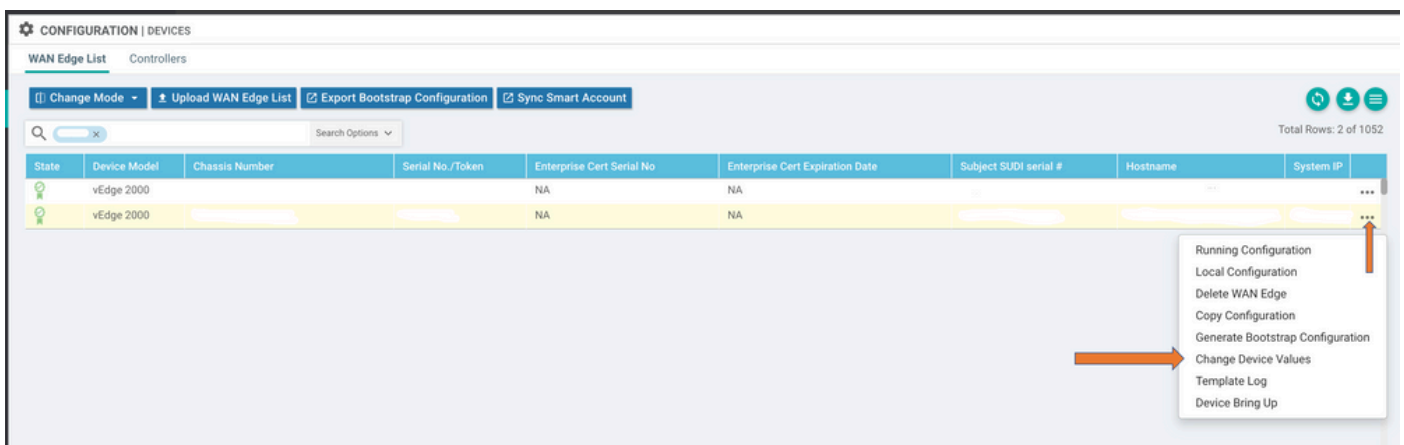 CONFIGURATION | DEVICES
WAN Edge List Controllers
Change Mode Upload WAN Edge List Export Bootstrap Configuration Sync Smart Account
Search Options Total Rows: 2 of 1052
State Device Model Chassis Number Serial No./Token Enterprise Cert Serial No Enterprise Cert Expiration Date Subject SUDI serial # Hostname System IP
vEdge 2000 NA NA
vEdge 2000 NA NA
Running Configuration
Local Configuration
Delete WAN Edge
Copy Configuration
Generate Bootstrap Configuration
Change Device Values
Template Log
Device Bring Up